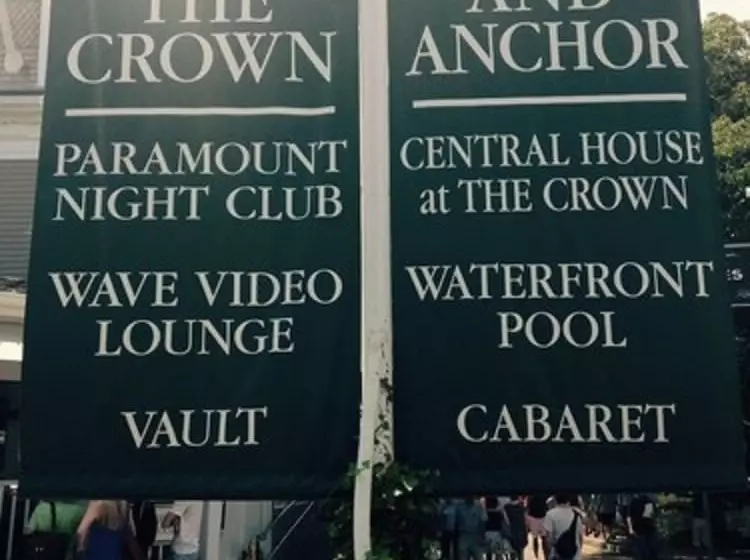 THE
CROWN
PARAMOUNT
NIGHT CLUB
WAVE VIDEO
LOUNGE
VAULT
AND
ANCHOR
CENTRAL HOUSE
at THE CROWN
WATERFRONT
POOL
CABARET